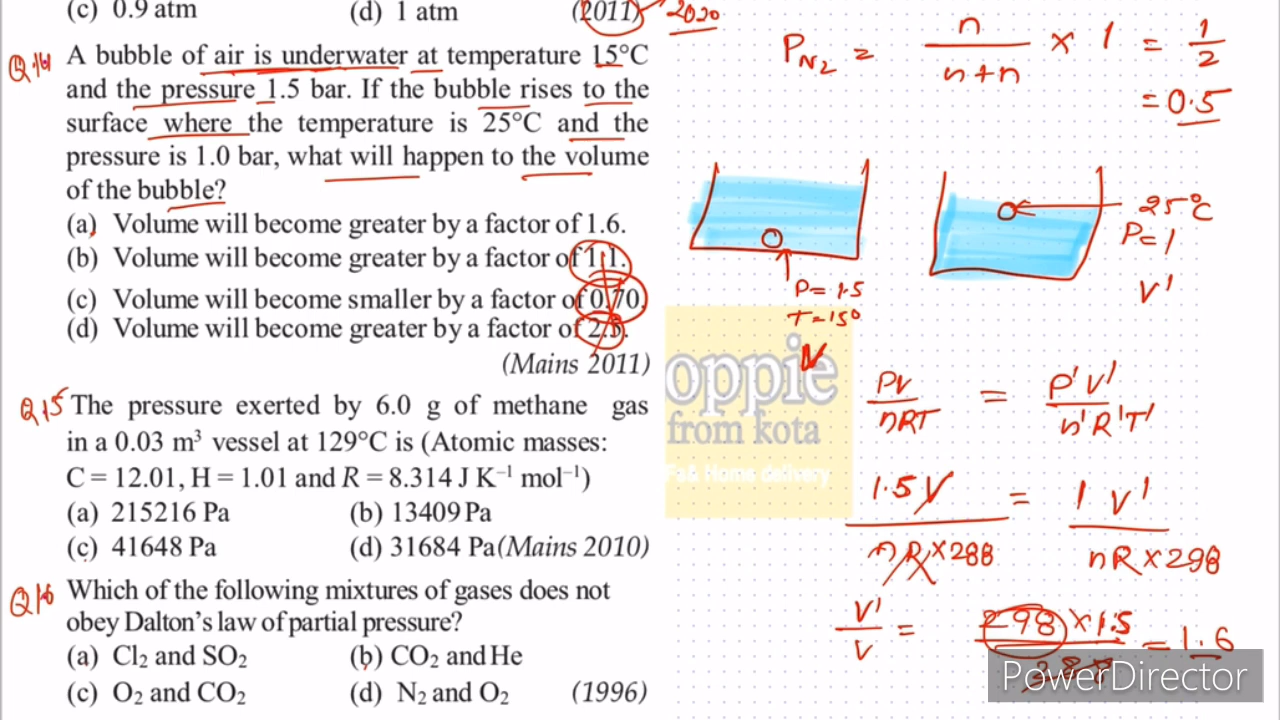 (c) 0.9 atm (d) 1 atm (2011) 2020
Q.14 A bubble of air is underwater at temperature 15°C
and the pressure 1.5 bar. If the bubble rises to the
surface where the temperature is 25°C and the
pressure is 1.0 bar, what will happen to the volume
of the bubble?
(a) Volume will become greater by a factor of 1.6.
(b) Volume will become greater by a factor of 1.1.
(c) Volume will become smaller by a factor of 0.70.
(d) Volume will become greater by a factor of 2.5.
(Mains 2011)
Q.15 The pressure exerted by 6.0 g of methane gas
in a 0.03 m³ vessel at 129°C is (Atomic masses:
C = 12.01, H = 1.01 and R = 8.314 J K⁻¹ mol⁻¹)
(a) 215216 Pa (b) 13409 Pa
(c) 41648 Pa (d) 31684 Pa (Mains 2010)
Q.16 Which of the following mixtures of gases does not
obey Dalton's law of partial pressure?
(a) Cl₂ and SO₂ (b) CO₂ and He
(c) O₂ and CO₂ (d) N₂ and O₂ (1996)
P_N₂ = n / n+n × 1 = 1/2
= 0.5
P = 1.5
T = 15°
V
25°C
P = 1
V'
oppie
from kota
Home delivery
PV / nRT = P'V' / n'R'T'
1.5 V / nR × 288 = 1 V' / nR × 298
V' / V = 298 × 1.5 / 288 = 1.6
PowerDirector